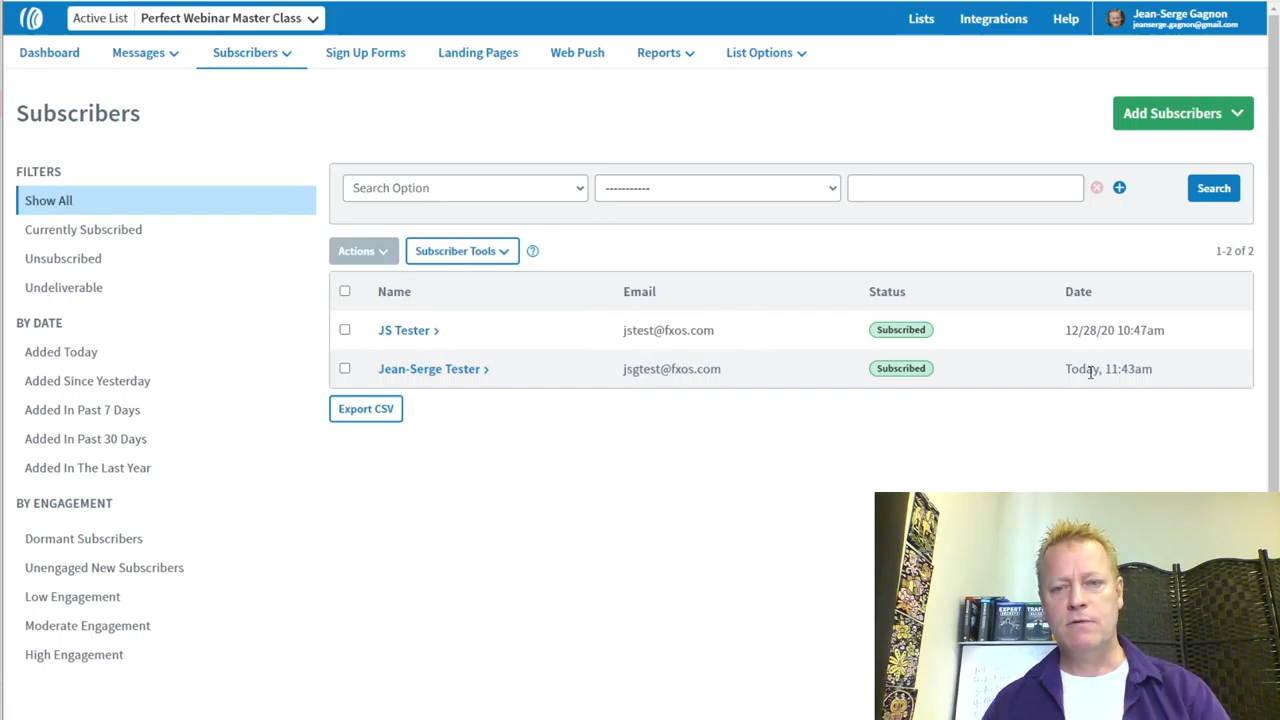 Active List Perfect Webinar Master Class Lists Integrations Help Jean-Serge Gagnon
jeanserge.gagnon@gmail.com
Dashboard Messages Subscribers Sign Up Forms Landing Pages Web Push Reports List Options
Subscribers
Add Subscribers
FILTERS
Show All
Currently Subscribed
Unsubscribed
Undeliverable
BY DATE
Added Today
Added Since Yesterday
Added In Past 7 Days
Added In Past 30 Days
Added In The Last Year
BY ENGAGEMENT
Dormant Subscribers
Unengaged New Subscribers
Low Engagement
Moderate Engagement
High Engagement
Search Option ----------- Search
Actions Subscriber Tools 1-2 of 2
Name Email Status Date
JS Tester jstest@fxos.com Subscribed 12/28/20 10:47am
Jean-Serge Tester jsgtest@fxos.com Subscribed Today, 11:43am
Export CSV
EXPERT